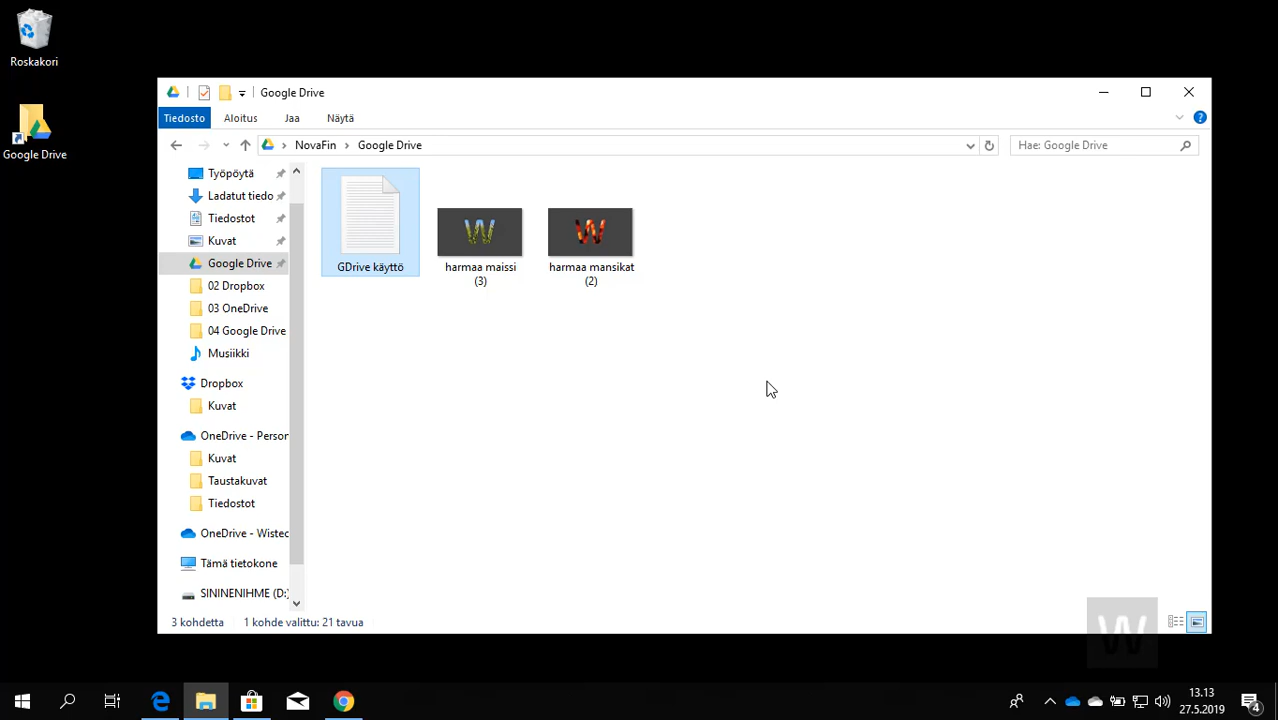 Roskakori
Google Drive
Google Drive
Tiedosto
Aloitus
Jaa
Näytä
NovaFin
Google Drive
Hae: Google Drive
Työpöytä
Ladatut tiedo
Tiedostot
Kuvat
Google Drive
02 Dropbox
03 OneDrive
04 Google Drive
Musiikki
Dropbox
Kuvat
OneDrive - Person
Kuvat
Taustakuvat
Tiedostot
OneDrive - Wistec
Tämä tietokone
SININENIHME (D:)
GDrive käyttö
W
harmaa maissi
(3)
W
harmaa mansikat
(2)
3 kohdetta
1 kohde valittu: 21 tavua
W
13.13
27.5.2019
4